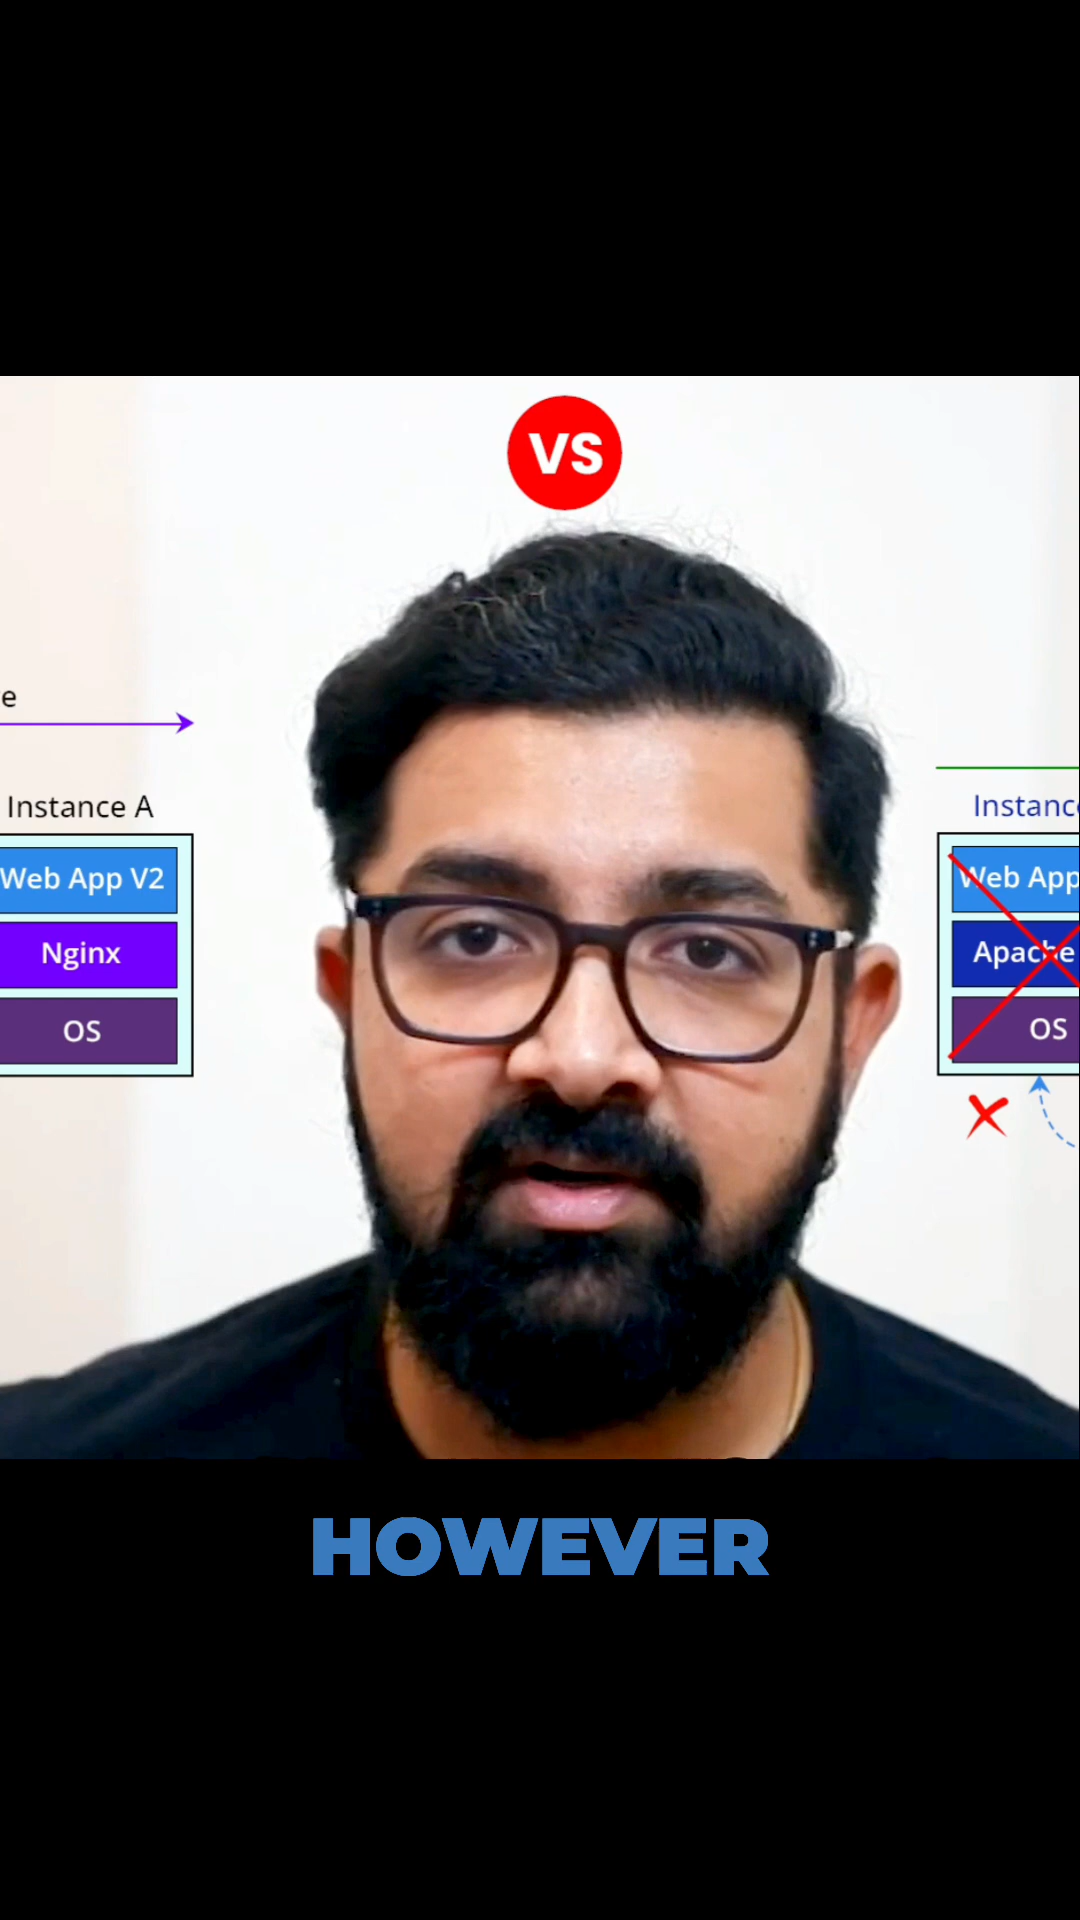 VS
e
Instance A
Web App V2
Nginx
OS
Instanc
Web App
Apache
OS
HOWEVER